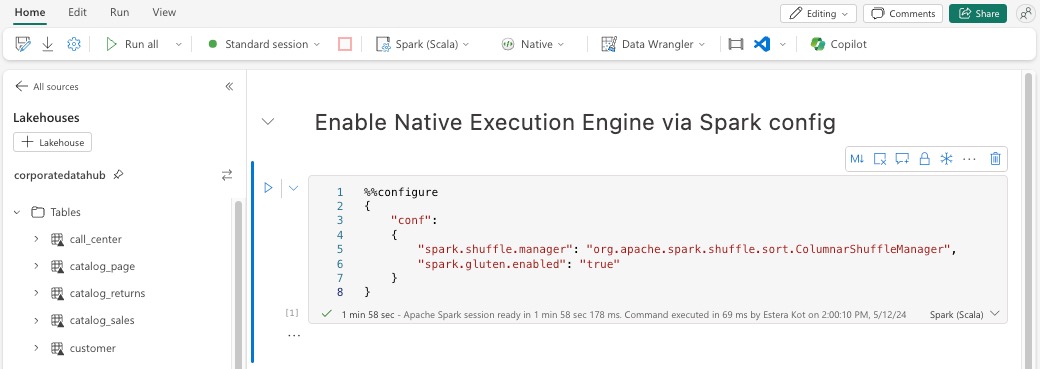 Home Edit Run View Editing Comments Share
Run all Standard session Spark (Scala) Native Data Wrangler Copilot
All sources
Lakehouses
Lakehouse
corporatedatahub
Tables
call_center
catalog_page
catalog_returns
catalog_sales
customer
Enable Native Execution Engine via Spark config
M↓
1 %%configure
2 {
3 "conf":
4 {
5 "spark.shuffle.manager": "org.apache.spark.shuffle.sort.ColumnarShuffleManager",
6 "spark.gluten.enabled": "true"
7 }
8 }
[1] 1 min 58 sec - Apache Spark session ready in 1 min 58 sec 178 ms. Command executed in 69 ms by Estera Kot on 2:00:10 PM, 5/12/24 Spark (Scala)